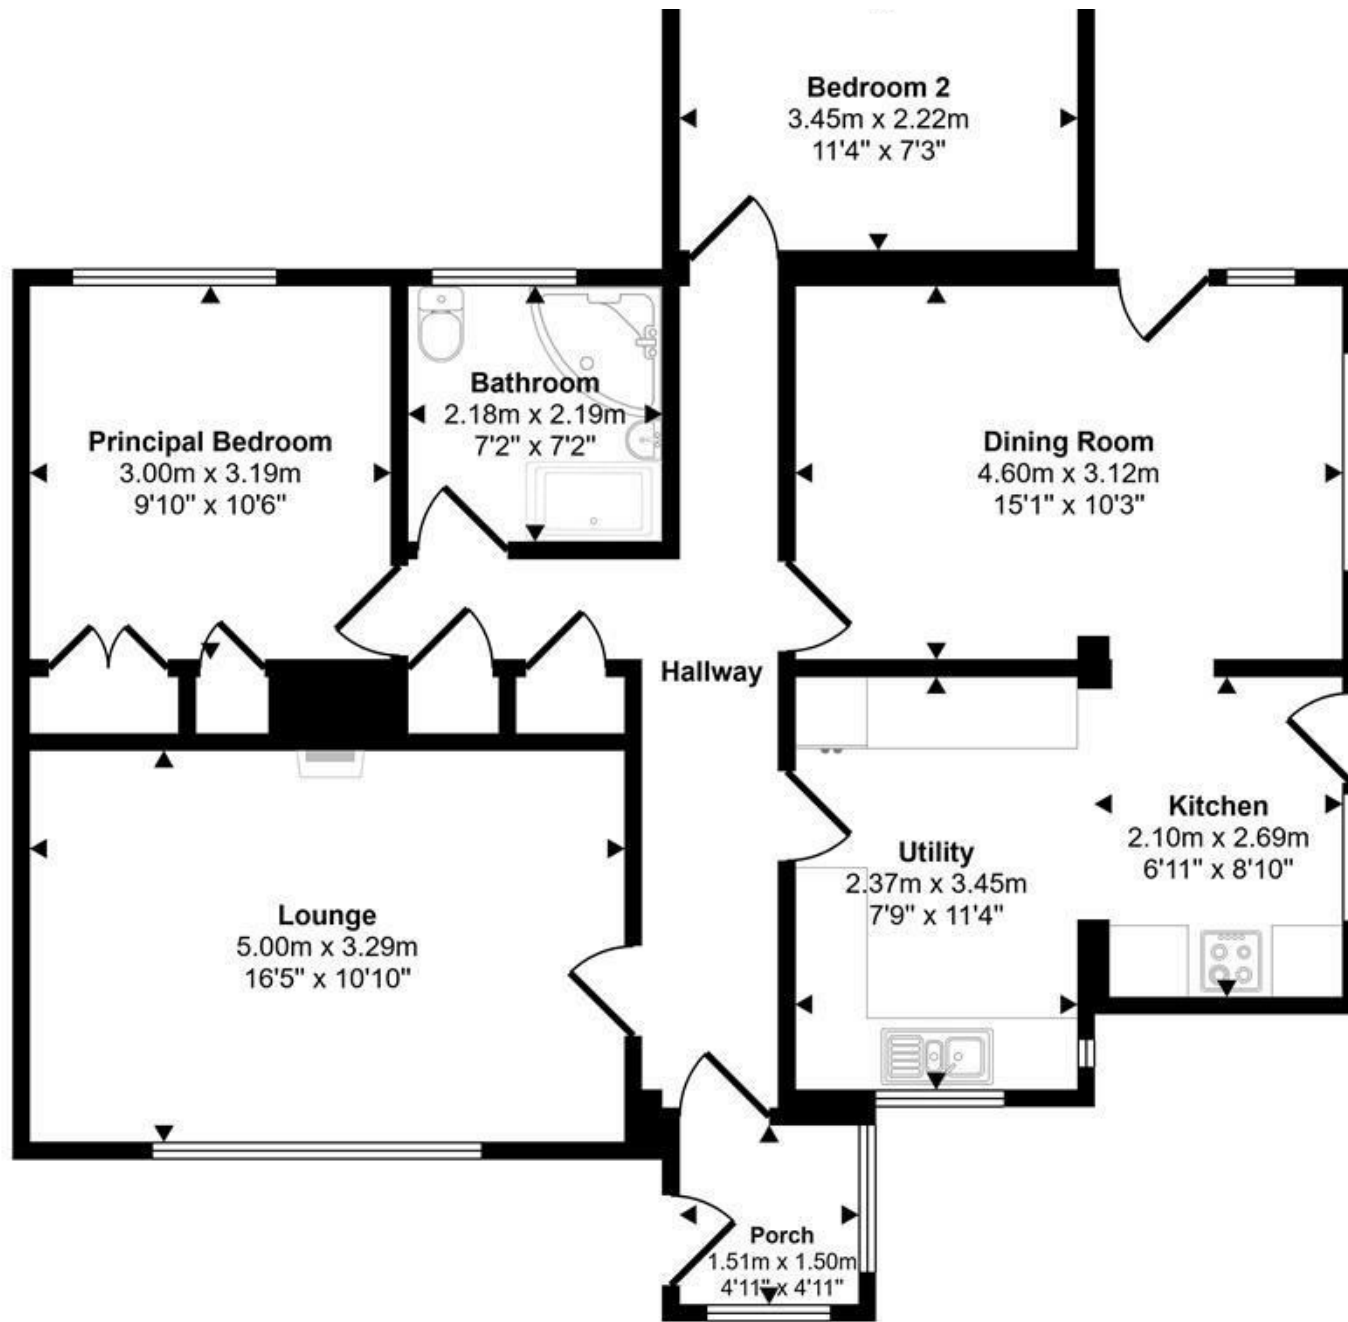 Bedroom 2
3.45m x 2.22m
11'4" x 7'3"
Bathroom
2.18m x 2.19m
7'2" x 7'2"
Principal Bedroom
3.00m x 3.19m
9'10" x 10'6"
Dining Room
4.60m x 3.12m
15'1" x 10'3"
Hallway
Kitchen
2.10m x 2.69m
6'11" x 8'10"
Utility
2.37m x 3.45m
7'9" x 11'4"
Lounge
5.00m x 3.29m
16'5" x 10'10"
Porch
1.51m x 1.50m
4'11" x 4'11"